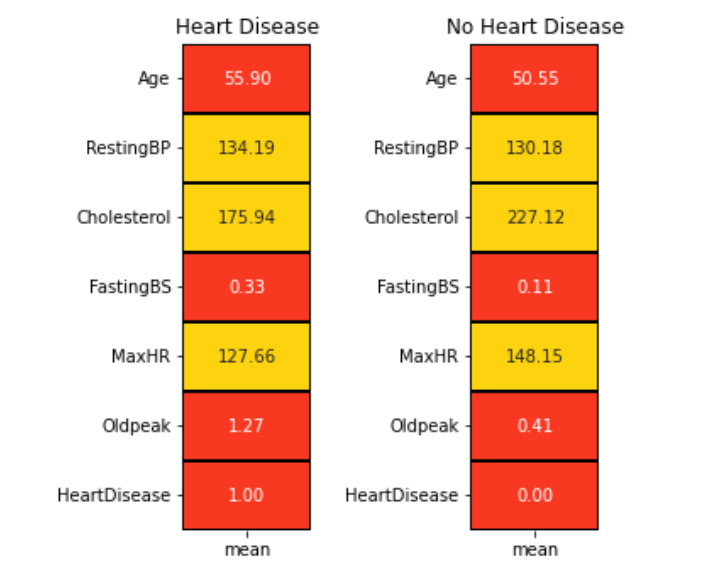 Heart Disease
Age 55.90
RestingBP 134.19
Cholesterol 175.94
FastingBS 0.33
MaxHR 127.66
Oldpeak 1.27
HeartDisease 1.00
mean
No Heart Disease
Age 50.55
RestingBP 130.18
Cholesterol 227.12
FastingBS 0.11
MaxHR 148.15
Oldpeak 0.41
HeartDisease 0.00
mean